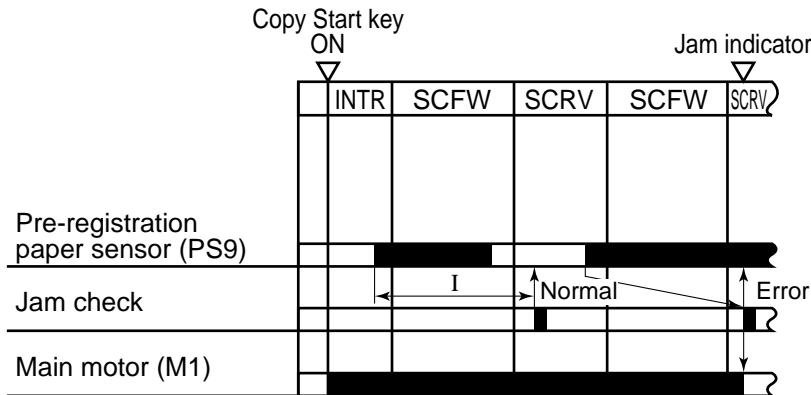 Copy Start key
ON
Jam indicator
INTR SCFW SCRV SCFW SCRV
Pre-registration
paper sensor (PS9)
I Normal Error
Jam check
Main motor (M1)